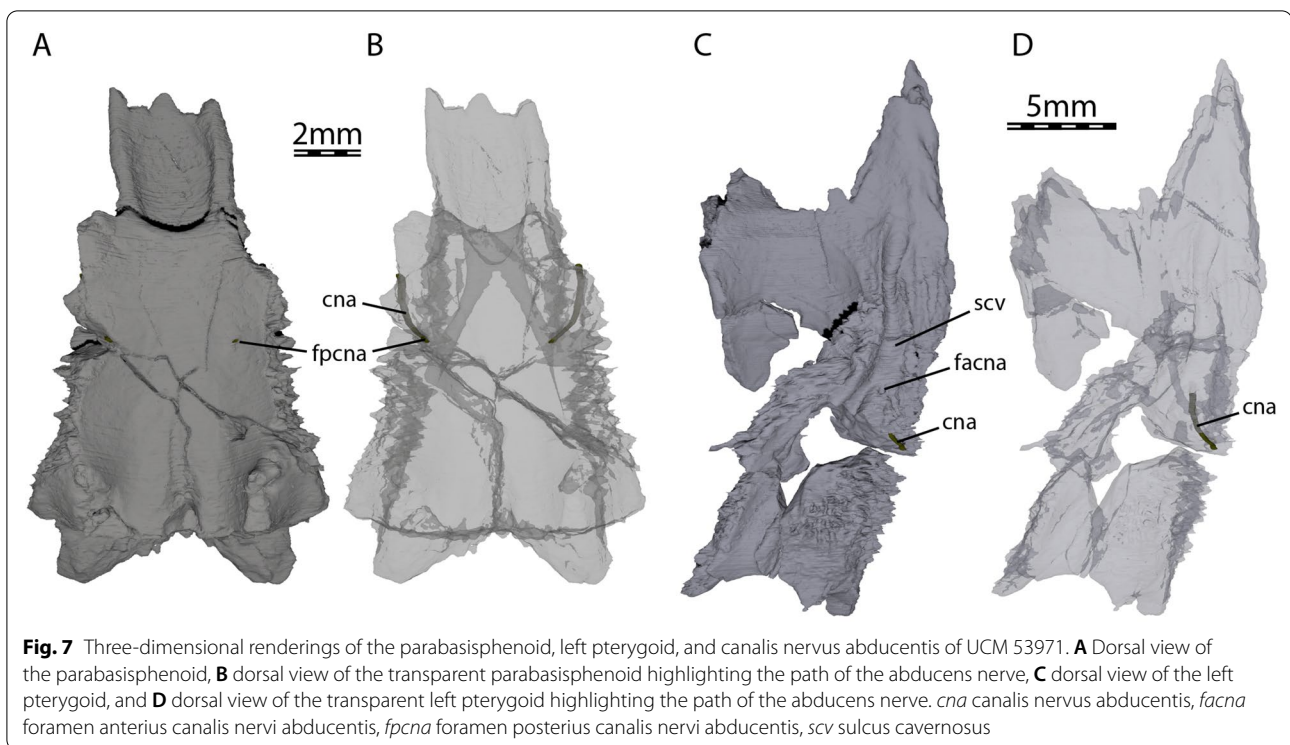 A
B
C
D
2mm
5mm
cna
fpcna
scv
facna
cna
cna
Fig. 7 Three-dimensional renderings of the parabasisphenoid, left pterygoid, and canalis nervus abducentis of UCM 53971. A Dorsal view of
the parabasisphenoid, B dorsal view of the transparent parabasisphenoid highlighting the path of the abducens nerve, C dorsal view of the left
pterygoid, and D dorsal view of the transparent left pterygoid highlighting the path of the abducens nerve. cna canalis nervus abducentis, facna
foramen anterius canalis nervi abducentis, fpcna foramen posterius canalis nervi abducentis, scv sulcus cavernosus